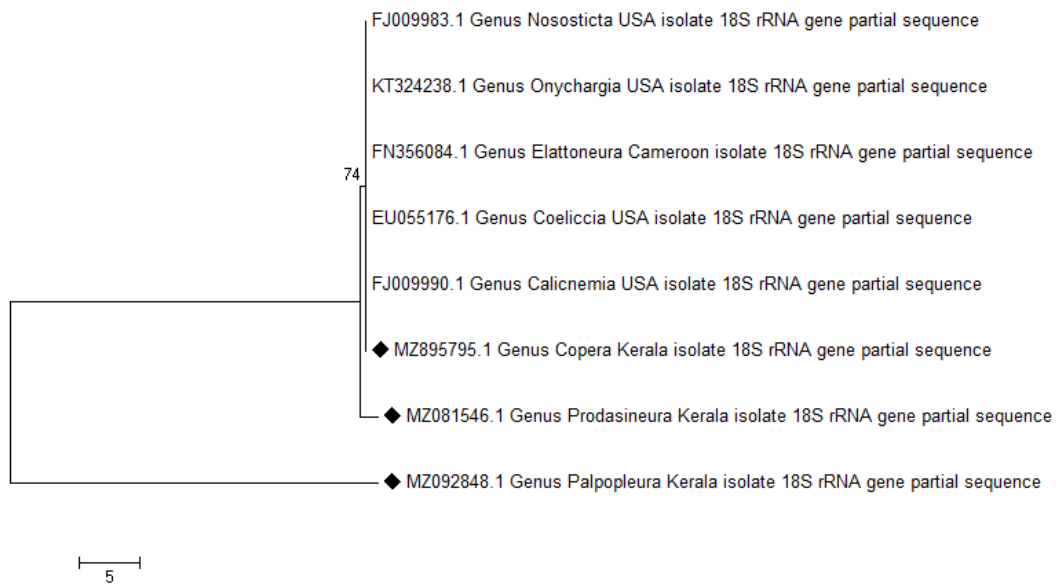 FJ009983.1 Genus Nososticta USA isolate 18S rRNA gene partial sequence
KT324238.1 Genus Onychargia USA isolate 18S rRNA gene partial sequence
FN356084.1 Genus Elattoneura Cameroon isolate 18S rRNA gene partial sequence
74
EU055176.1 Genus Coeliccia USA isolate 18S rRNA gene partial sequence
FJ009990.1 Genus Calicnemia USA isolate 18S rRNA gene partial sequence
MZ895795.1 Genus Copera Kerala isolate 18S rRNA gene partial sequence
MZ081546.1 Genus Prodasineura Kerala isolate 18S rRNA gene partial sequence
MZ092848.1 Genus Palpopleura Kerala isolate 18S rRNA gene partial sequence
5